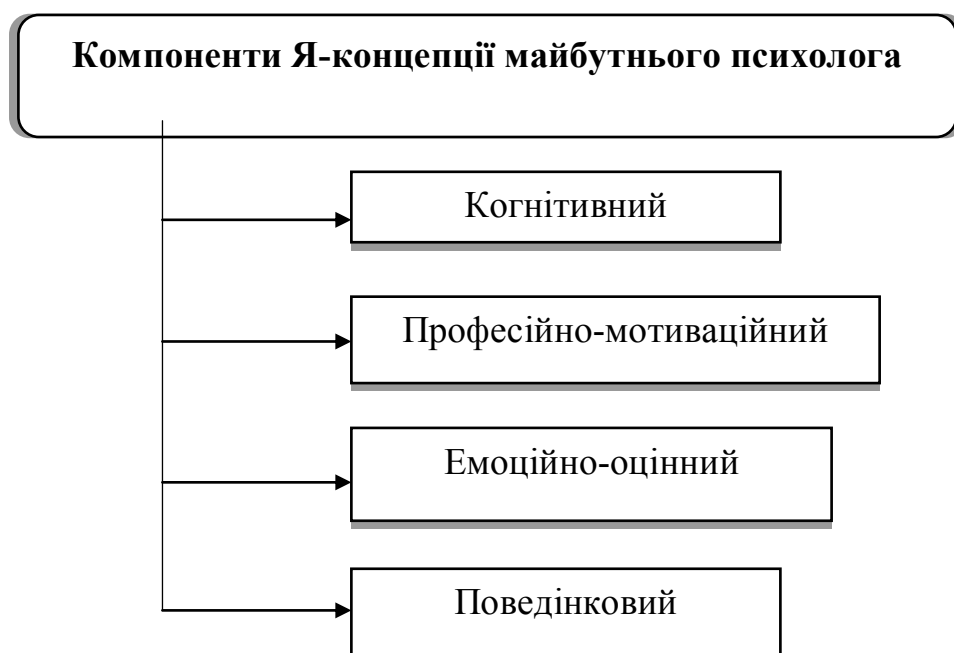 Компоненти Я-концепції майбутнього психолога
Когнітивний
Професійно-мотиваційний
Емоційно-оцінний
Поведінковий